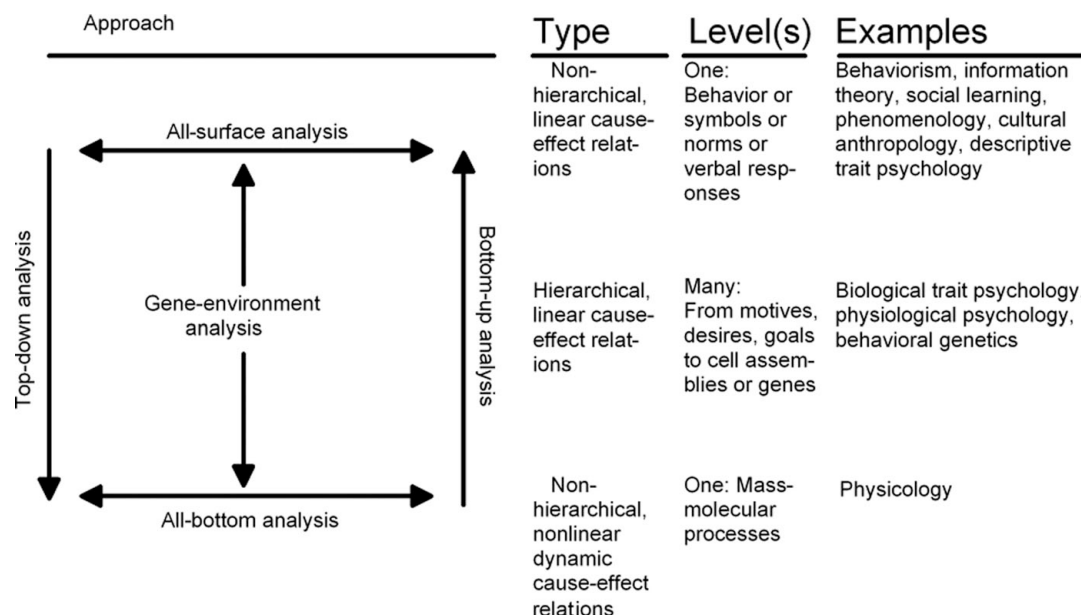 Approach
Type
Level(s)
Examples
All-surface analysis
Non-
hierarchical,
linear cause-
effect relat-
ions
One:
Behavior or
symbols or
norms or
verbal resp-
onses
Behaviorism, information
theory, social learning,
phenomenology, cultural
anthropology, descriptive
trait psychology
Top-down analysis
Gene-environment
analysis
Bottom-up analysis
Hierarchical,
linear cause-
effect relat-
ions
Many:
From motives,
desires, goals
to cell assem-
blies or genes
Biological trait psychology,
physiological psychology,
behavioral genetics
All-bottom analysis
Non-
hierarchical,
nonlinear
dynamic
cause-effect
relations
One: Mass-
molecular
processes
Physicology